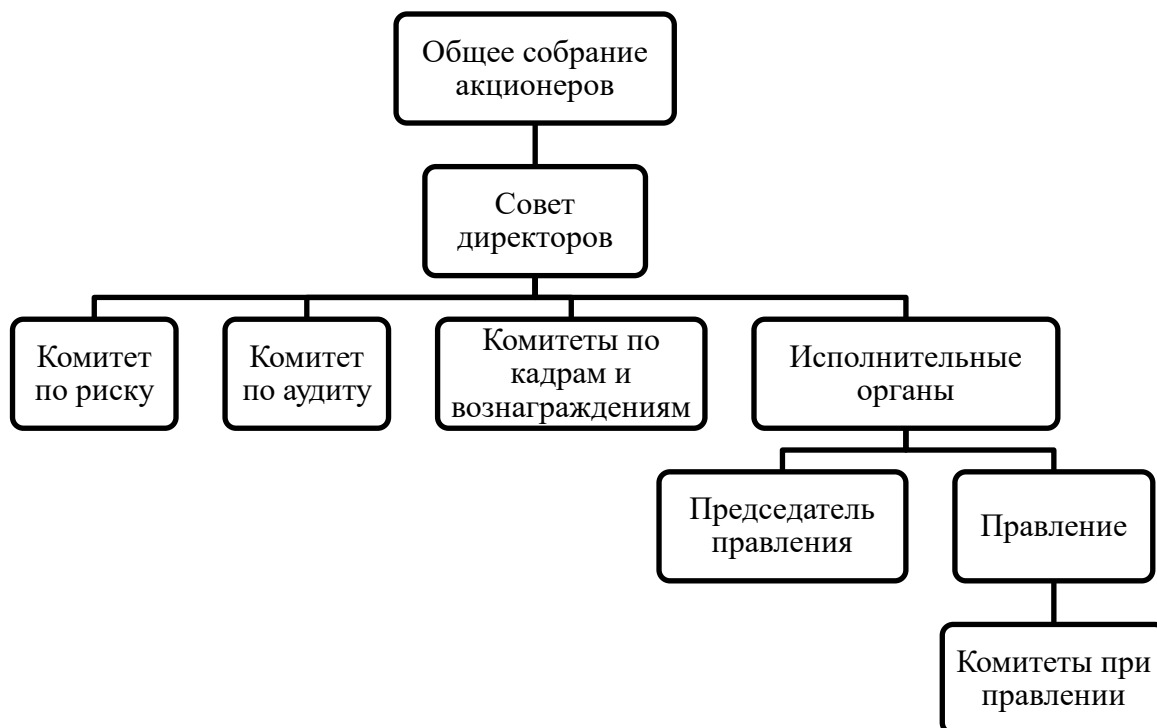 Общее собрание
акционеров
Совет
директоров
Комитет
по риску
Комитет
по аудиту
Комитеты по
кадрам и
вознаграждениям
Исполнительные
органы
Председатель
правления
Правление
Комитеты при
правлении